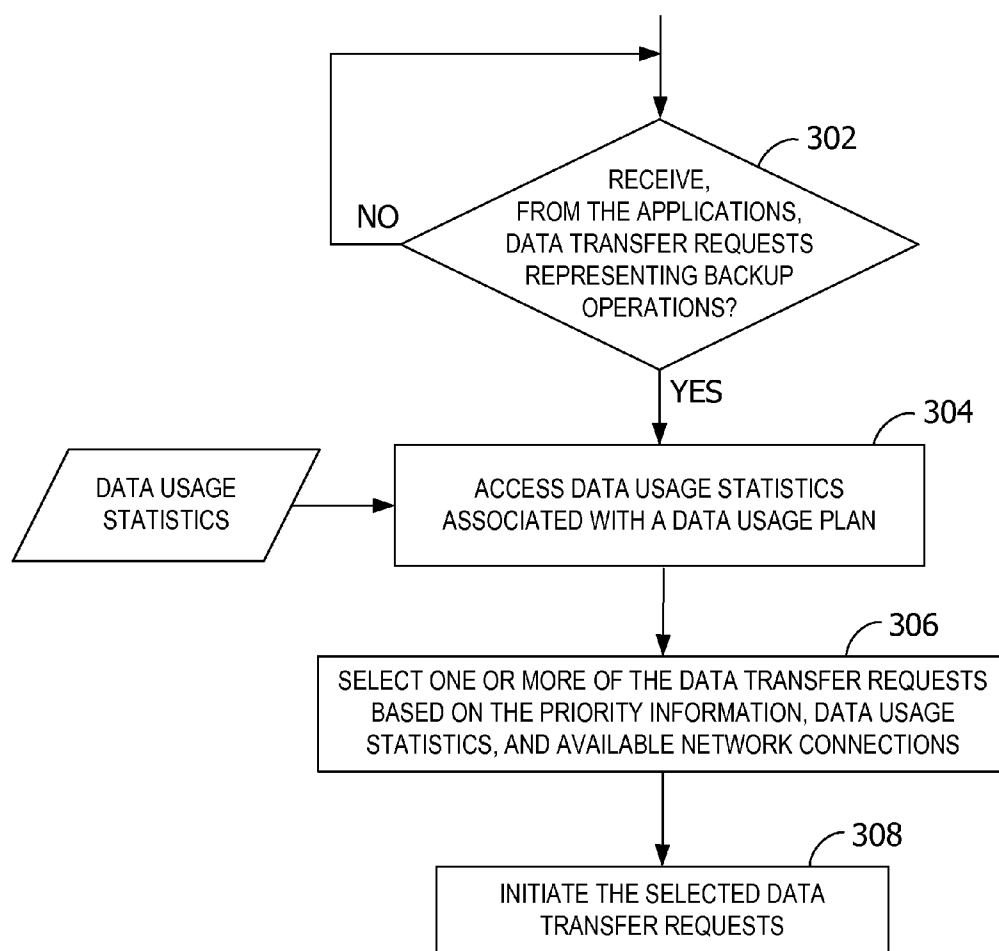 302
RECEIVE,
FROM THE APPLICATIONS,
DATA TRANSFER REQUESTS
REPRESENTING BACKUP
OPERATIONS?
NO
YES
304
DATA USAGE
STATISTICS
ACCESS DATA USAGE STATISTICS
ASSOCIATED WITH A DATA USAGE PLAN
306
SELECT ONE OR MORE OF THE DATA TRANSFER REQUESTS
BASED ON THE PRIORITY INFORMATION, DATA USAGE
STATISTICS, AND AVAILABLE NETWORK CONNECTIONS
308
INITIATE THE SELECTED DATA
TRANSFER REQUESTS